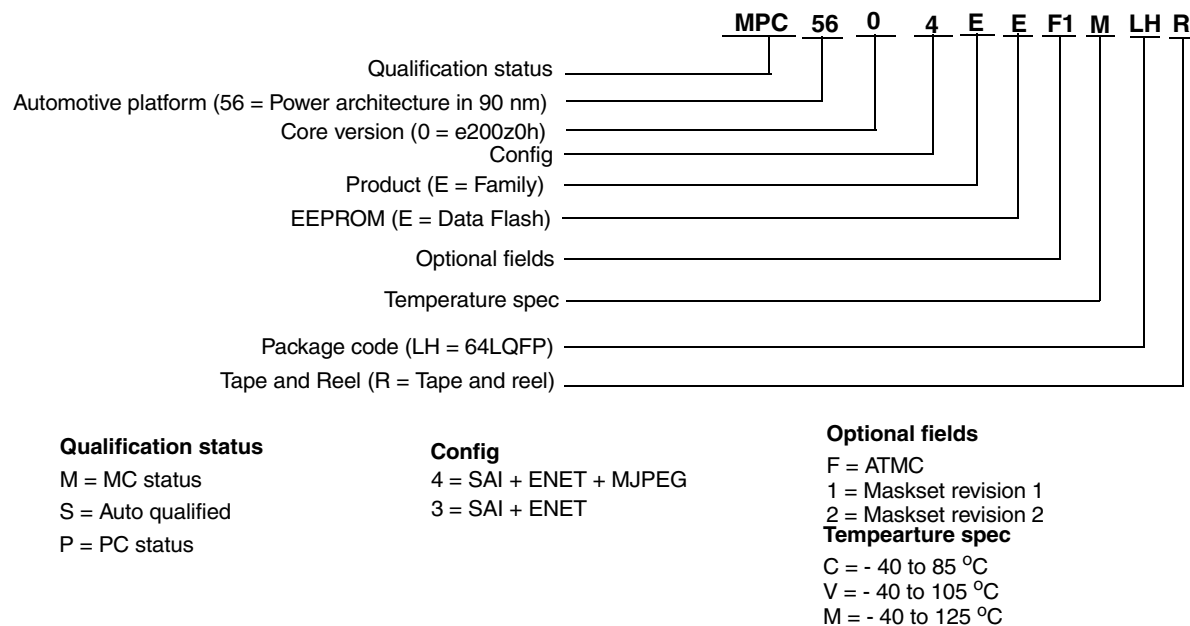 MPC 56 0 4 E E F1 M LH R
Qualification status
Automotive platform (56 = Power architecture in 90 nm)
Core version (0 = e200z0h)
Config
Product (E = Family)
EEPROM (E = Data Flash)
Optional fields
Temperature spec
Package code (LH = 64LQFP)
Tape and Reel (R = Tape and reel)
Qualification status
M = MC status
S = Auto qualified
P = PC status
Config
4 = SAI + ENET + MJPEG
3 = SAI + ENET
Optional fields
F = ATMC
1 = Maskset revision 1
2 = Maskset revision 2
Tempearture spec
C = - 40 to 85 °C
V = - 40 to 105 °C
M = - 40 to 125 °C